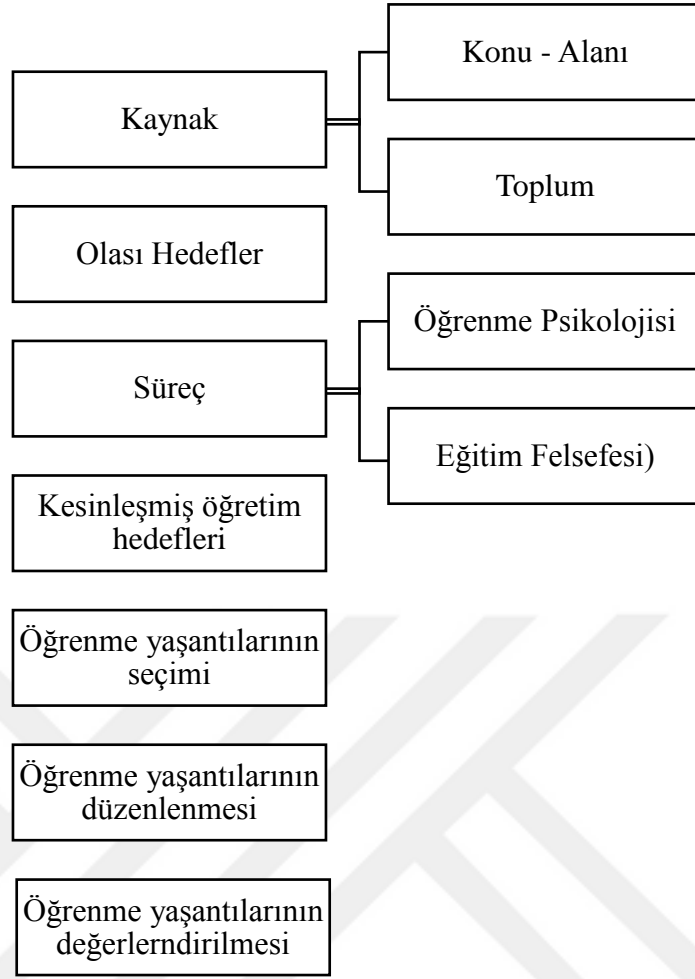 Kaynak
Konu - Alanı
Toplum
Olası Hedefler
Süreç
Öğrenme Psikolojisi
Eğitim Felsefesi)
Kesinleşmiş öğretim
hedefleri
Öğrenme yaşantılarının
seçimi
Öğrenme yaşantılarının
düzenlenmesi
Öğrenme yaşantılarının
değerlerndirilmesi